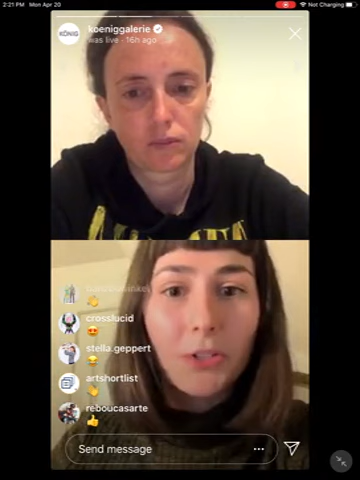 2:21 PM Mon Apr 20
Not Charging
KÖNIG
koeniggalerie
was live • 16h ago
crosslucid
stella.geppert
artshortlist
reboucasarte
Send message